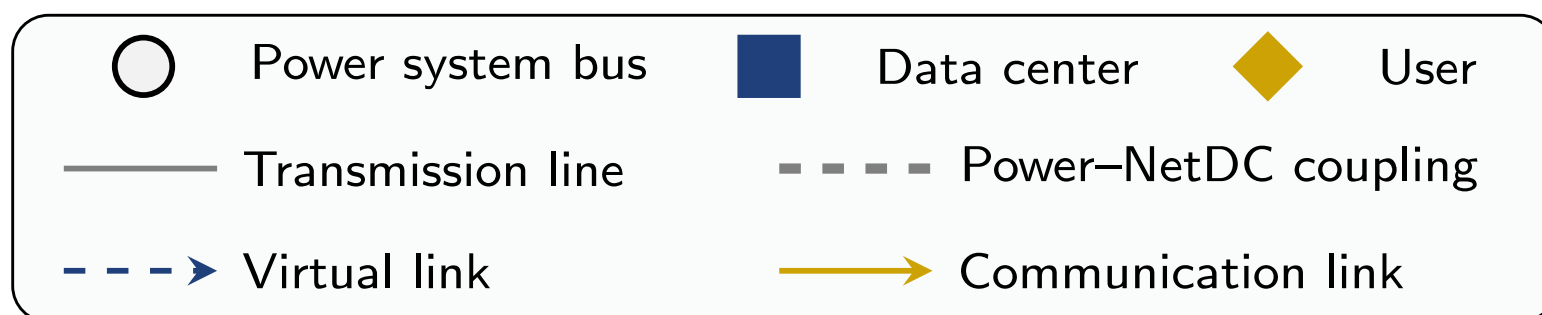 Power system bus Data center User
Transmission line Power–NetDC coupling
Virtual link Communication link